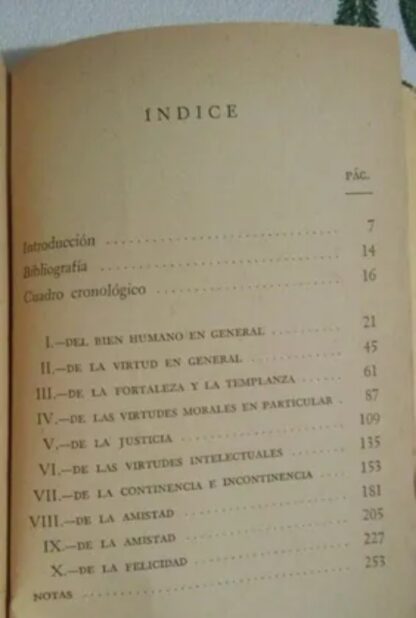 ÍNDICE
PÁG.
Introducción ........................ 7
Bibliografía ........................ 14
Cuadro cronológico ........................ 16
I.—DEL BIEN HUMANO EN GENERAL ............ 21
II.—DE LA VIRTUD EN GENERAL ............ 45
III.—DE LA FORTALEZA Y LA TEMPLANZA ............ 61
IV.—DE LAS VIRTUDES MORALES EN PARTICULAR . 87
V.—DE LA JUSTICIA ........................ 109
VI.—DE LAS VIRTUDES INTELECTUALES ............ 135
VII.—DE LA CONTINENCIA E INCONTINENCIA ...... 153
VIII.—DE LA AMISTAD ........................ 181
IX.—DE LA AMISTAD ........................ 205
X.—DE LA FELICIDAD ........................ 227
NOTAS ........................ 253